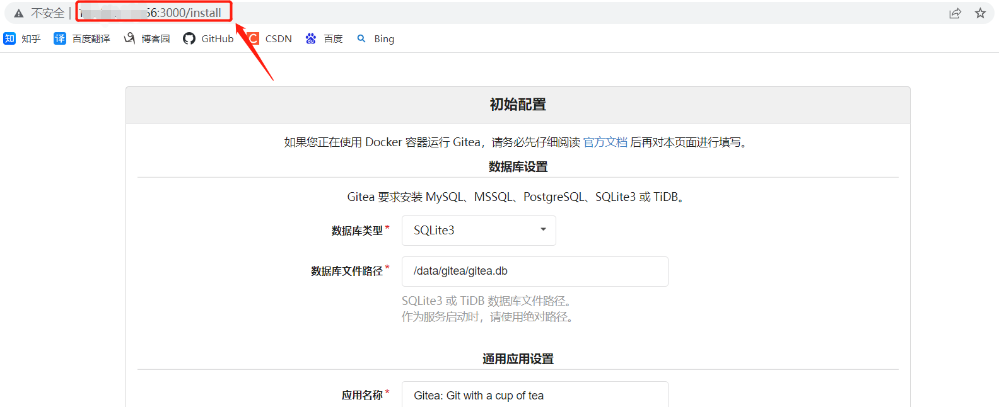 不安全 56:3000/install
知 知乎 译 百度翻译 博客园 GitHub C CSDN du 百度 Bing
初始配置
如果您正在使用 Docker 容器运行 Gitea，请务必先仔细阅读 官方文档 后再对本页面进行填写。
数据库设置
Gitea 要求安装 MySQL、MSSQL、PostgreSQL、SQLite3 或 TiDB。
数据库类型* SQLite3
数据库文件路径* /data/gitea/gitea.db
SQLite3 或 TiDB 数据库文件路径。
作为服务启动时，请使用绝对路径。
通用应用设置
应用名称* Gitea: Git with a cup of tea